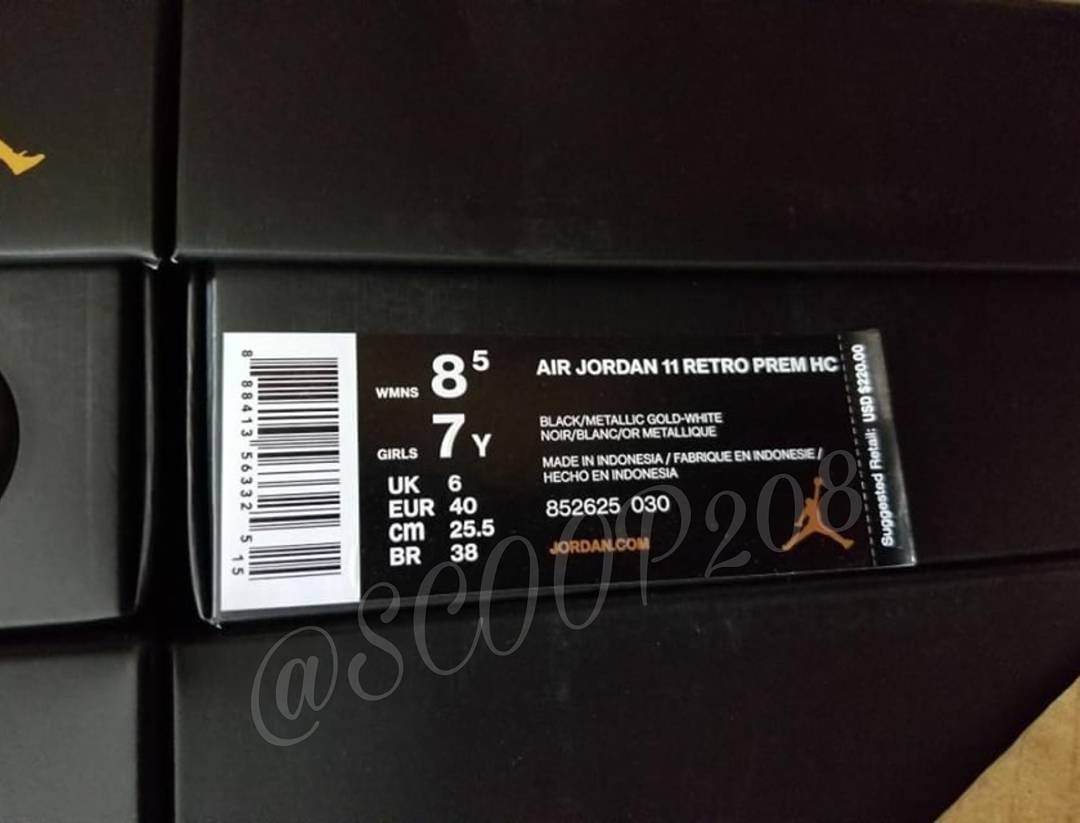 8 88413 56332 5 15
WMNS 8 5
GIRLS 7 Y
UK 6
EUR 40
cm 25.5
BR 38
AIR JORDAN 11 RETRO PREM HC
BLACK/METALLIC GOLD-WHITE
NOIR/BLANC/OR METALLIQUE
MADE IN INDONESIA / FABRIQUE EN INDONESIE /
HECHO EN INDONESIA
852625 030
JORDAN.COM
Suggested Retail: USD $220.00
@SCOOP208